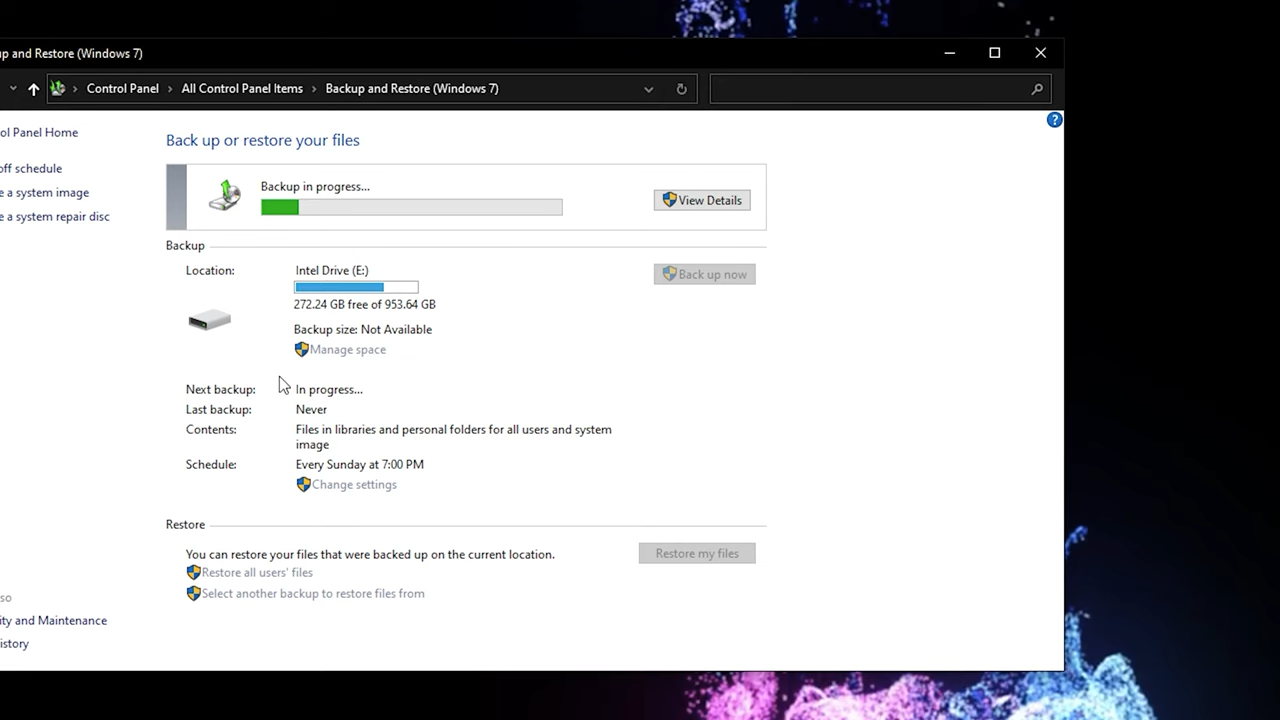 up and Restore (Windows 7)
Control Panel > All Control Panel Items > Backup and Restore (Windows 7)
ol Panel Home
off schedule
e a system image
e a system repair disc
so
ity and Maintenance
istory
Back up or restore your files
Backup in progress...
View Details
Backup
Location:
Intel Drive (E:)
Back up now
272.24 GB free of 953.64 GB
Backup size: Not Available
Manage space
Next backup: In progress...
Last backup: Never
Contents: Files in libraries and personal folders for all users and system
image
Schedule: Every Sunday at 7:00 PM
Change settings
Restore
You can restore your files that were backed up on the current location.
Restore my files
Restore all users' files
Select another backup to restore files from